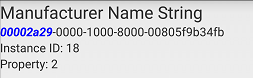 Manufacturer Name String
00002a29-0000-1000-8000-00805f9b34fb
Instance ID: 18
Property: 2